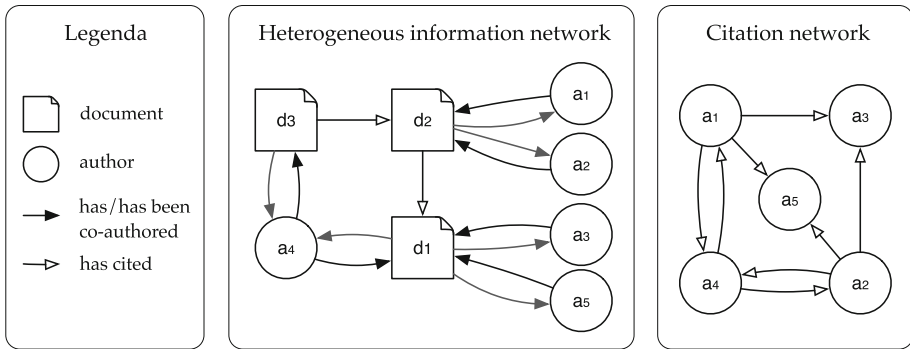 Legenda
document
author
has/has been
co-authored
has cited
Heterogeneous information network
d3
d2
a1
a2
a4
d1
a3
a5
Citation network
a1
a3
a5
a4
a2